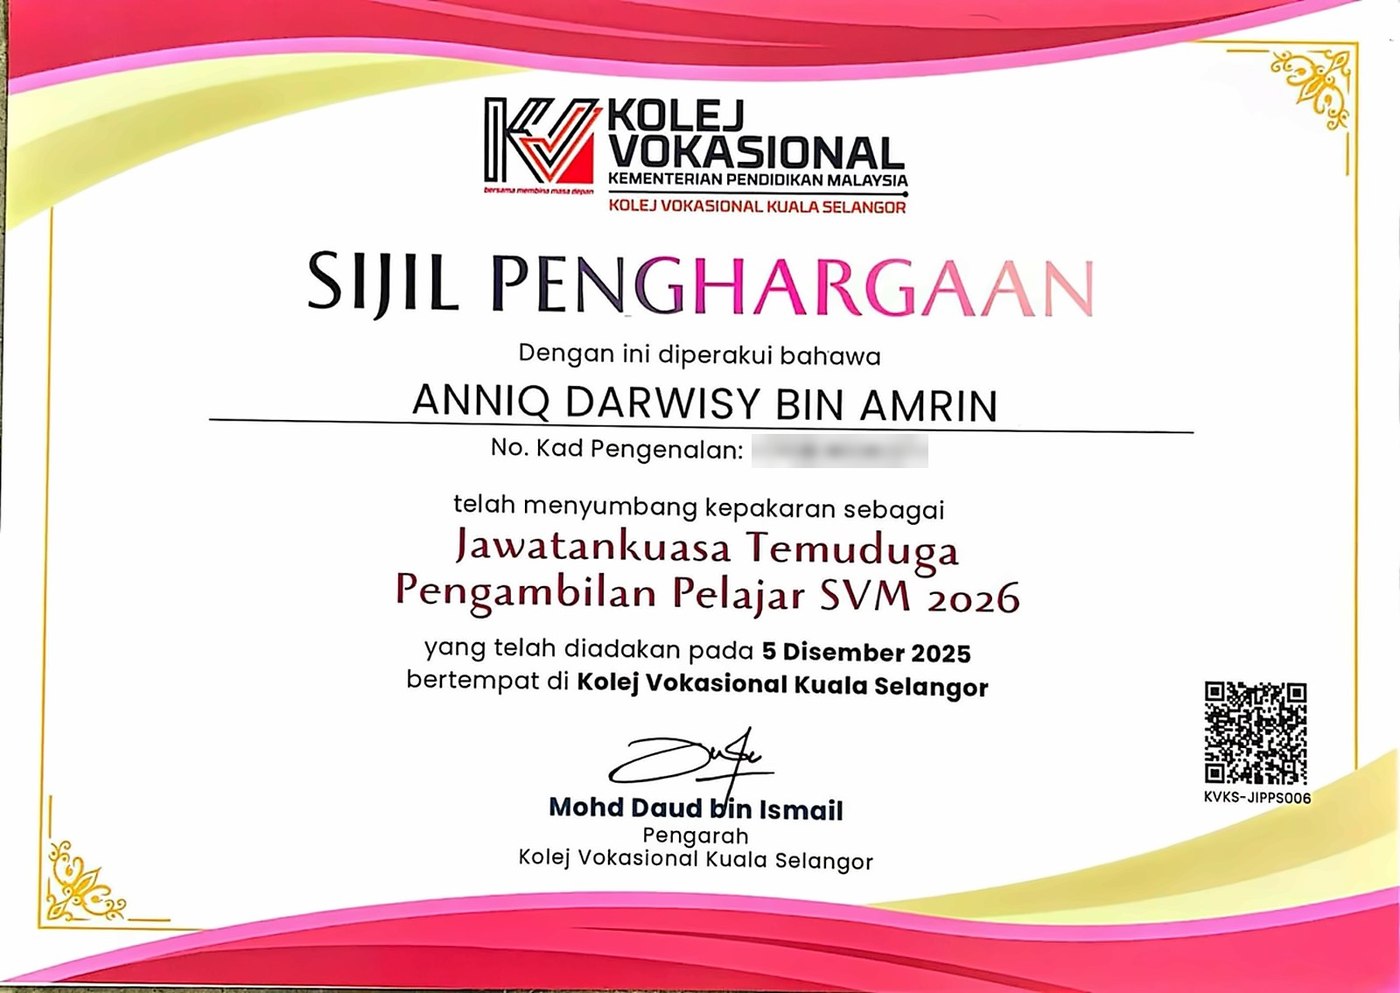 KOLEJ
VOKASIONAL
KEMENTERIAN PENDIDIKAN MALAYSIA
bersama membina masa depan
KOLEJ VOKASIONAL KUALA SELANGOR
SIJIL PENGHARGAAN
Dengan ini diperakui bahawa
ANNIQ DARWISY BIN AMRIN
No. Kad Pengenalan:
telah menyumbang kepakaran sebagai
Jawatankuasa Temuduga
Pengambilan Pelajar SVM 2026
yang telah diadakan pada 5 Disember 2025
bertempat di Kolej Vokasional Kuala Selangor
KVKS-JIPPS006
Mohd Daud bin Ismail
Pengarah
Kolej Vokasional Kuala Selangor